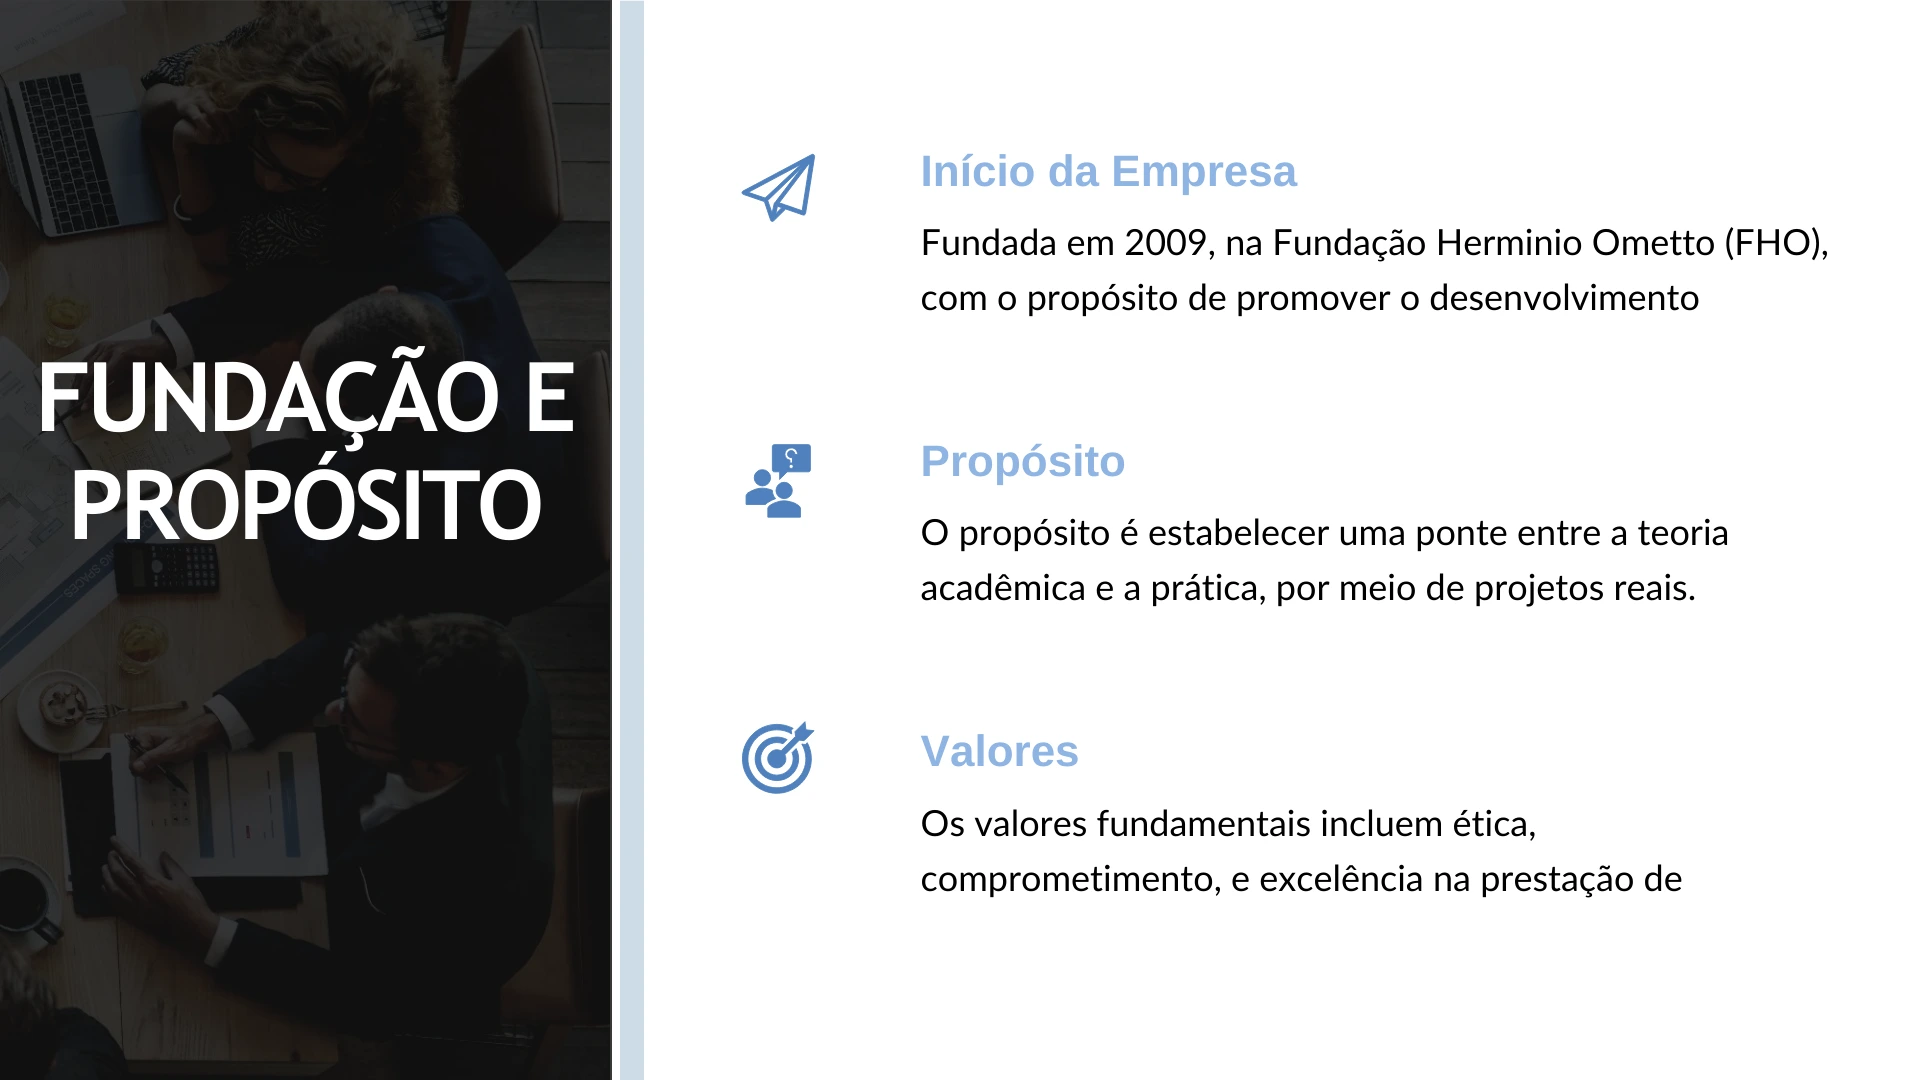 FUNDAÇÃO E
PROPÓSITO
Início da Empresa
Fundada em 2009, na Fundação Herminio Ometto (FHO),
com o propósito de promover o desenvolvimento
Propósito
O propósito é estabelecer uma ponte entre a teoria
acadêmica e a prática, por meio de projetos reais.
Valores
Os valores fundamentais incluem ética,
comprometimento, e excelência na prestação de